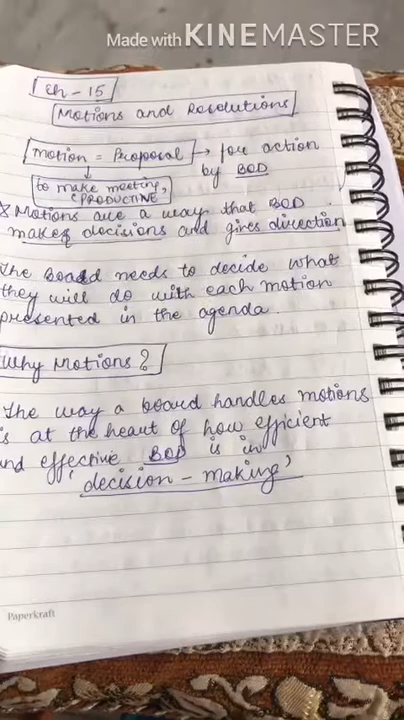 Made with KINEMASTER
Ch - 15
Motions and Resolutions
Motion = Proposal → for action
by BOD
to make meeting
'PRODUCTIVE'
* Motions are a way that BOD
makes decisions and gives direction
The Board needs to decide what
they will do with each motion
presented in the agenda.
Why Motions?
The way a board handles motions
is at the heart of how efficient
and effective BOD is in
'decision - making'
Paperkraft